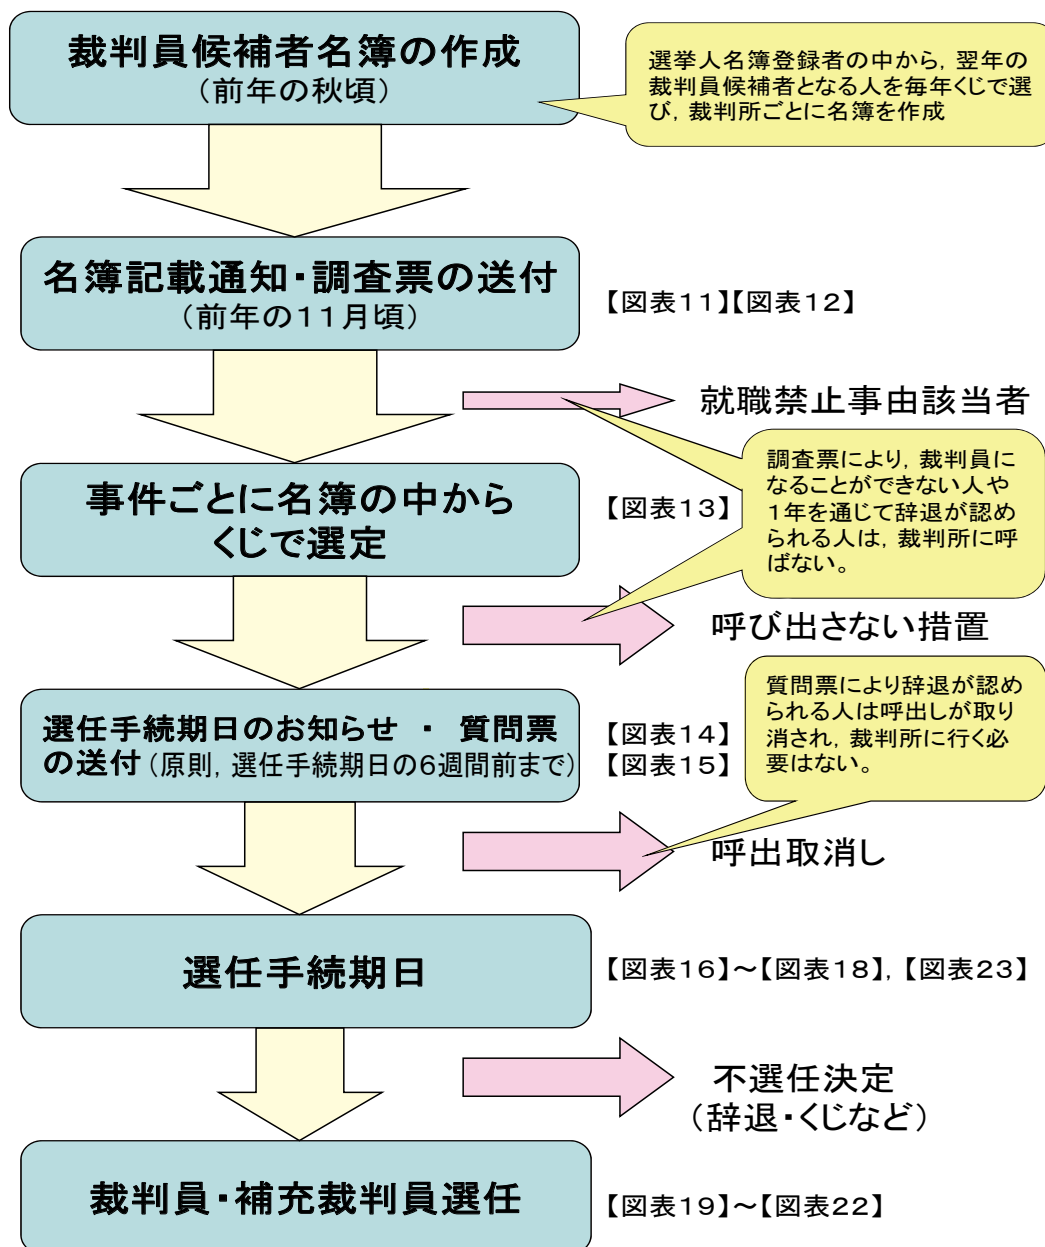 裁判員候補者名簿の作成
（前年の秋頃）
選挙人名簿登録者の中から，翌年の
裁判員候補者となる人を毎年くじで選
び，裁判所ごとに名簿を作成
名簿記載通知・調査票の送付
（前年の１１月頃）
【図表１１】【図表１２】
就職禁止事由該当者
調査票により，裁判員に
なることができない人や
１年を通じて辞退が認め
られる人は，裁判所に呼
ばない。
事件ごとに名簿の中から
くじで選定
【図表１３】
呼び出さない措置
質問票により辞退が認め
られる人は呼出しが取り
消され，裁判所に行く必
要はない。
選任手続期日のお知らせ ・ 質問票
の送付（原則，選任手続期日の６週間前まで）
【図表１４】
【図表１５】
呼出取消し
選任手続期日
【図表１６】～【図表１８】，【図表２３】
不選任決定
（辞退・くじなど）
裁判員・補充裁判員選任
【図表１９】～【図表２２】